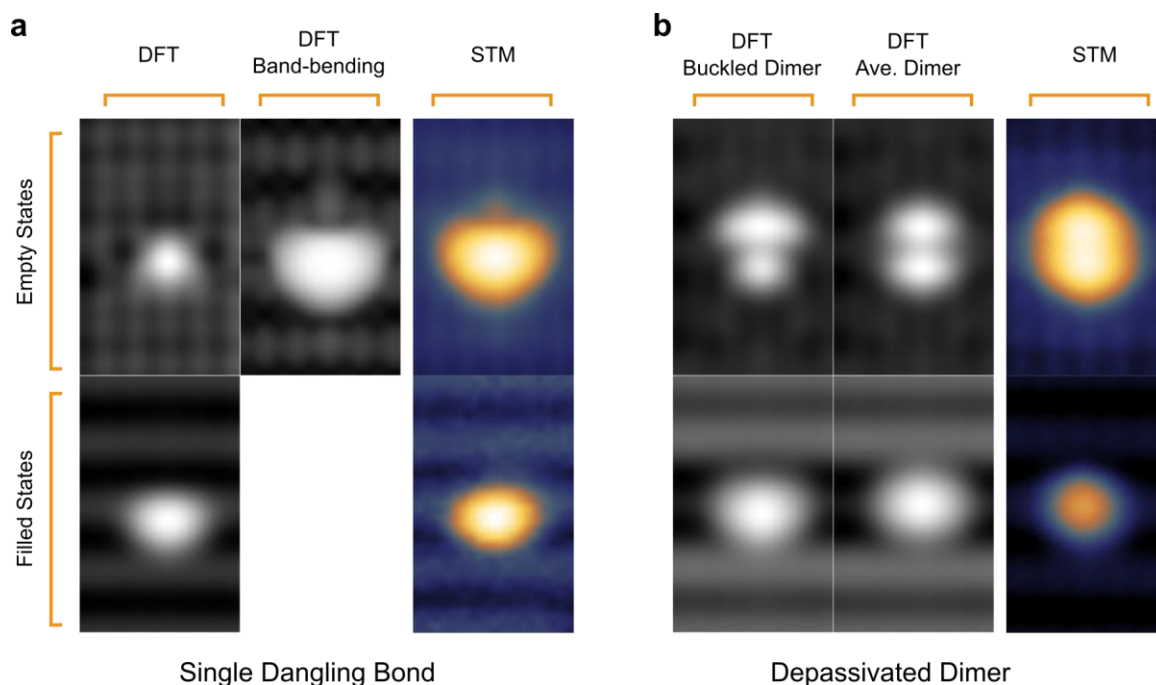 a
DFT
DFT
Band-bending
STM
Empty States
Filled States
Single Dangling Bond
b
DFT
Buckled Dimer
DFT
Ave. Dimer
STM
Depassivated Dimer